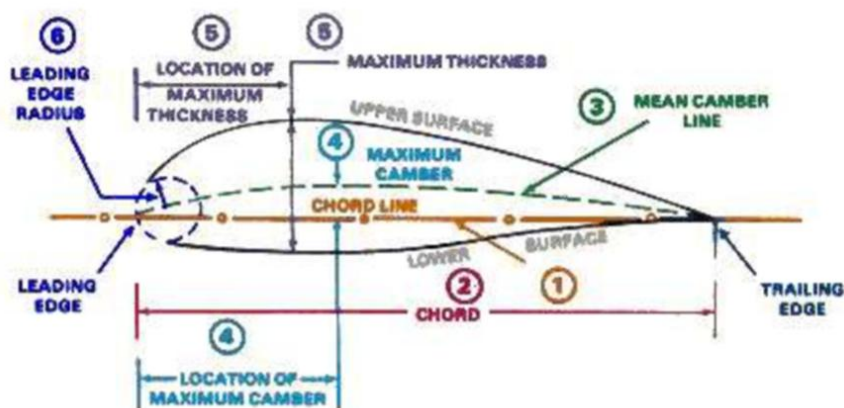 6
5
5
LEADING
EDGE
RADIUS
LOCATION OF
MAXIMUM
THICKNESS
MAXIMUM THICKNESS
UPPER SURFACE
3
MEAN CAMBER
LINE
4
MAXIMUM
CAMBER
CHORD LINE
LOWER SURFACE
LEADING
EDGE
2
1
CHORD
TRAILING
EDGE
4
LOCATION OF
MAXIMUM CAMBER